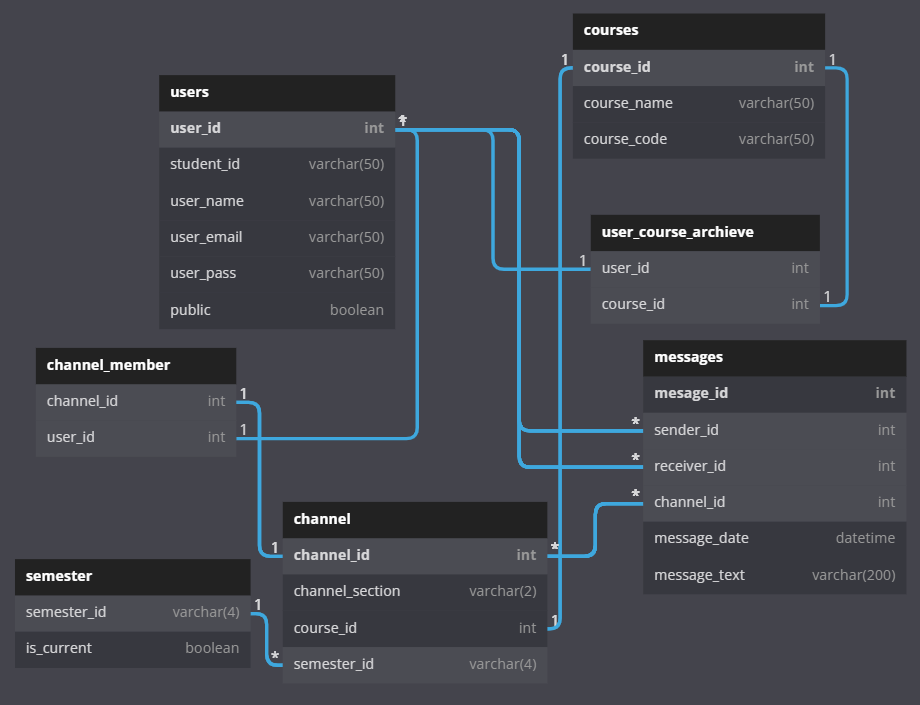 courses
course_id int
course_name varchar(50)
course_code varchar(50)
1
1
users
user_id int
student_id varchar(50)
user_name varchar(50)
user_email varchar(50)
user_pass varchar(50)
public boolean
*
user_course_archieve
user_id int
course_id int
1
1
messages
mesage_id int
sender_id int
receiver_id int
channel_id int
message_date datetime
message_text varchar(200)
*
*
*
channel_member
channel_id int
user_id int
1
1
channel
channel_id int
channel_section varchar(2)
course_id int
semester_id varchar(4)
1
*
1
*
semester
semester_id varchar(4)
is_current boolean
1